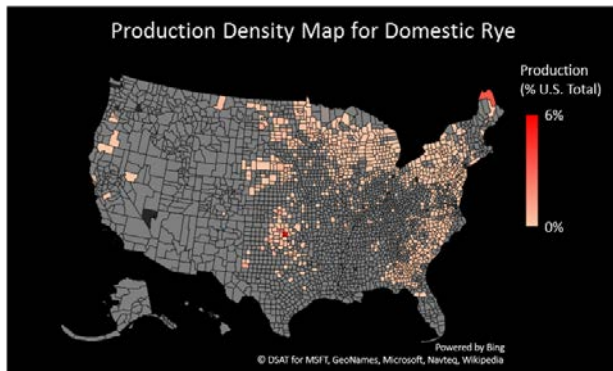 Production Density Map for Domestic Rye
Production
(% U.S. Total)
6%
0%
Powered by Bing
© DSAT for MSFT, GeoNames, Microsoft, Navteq, Wikipedia